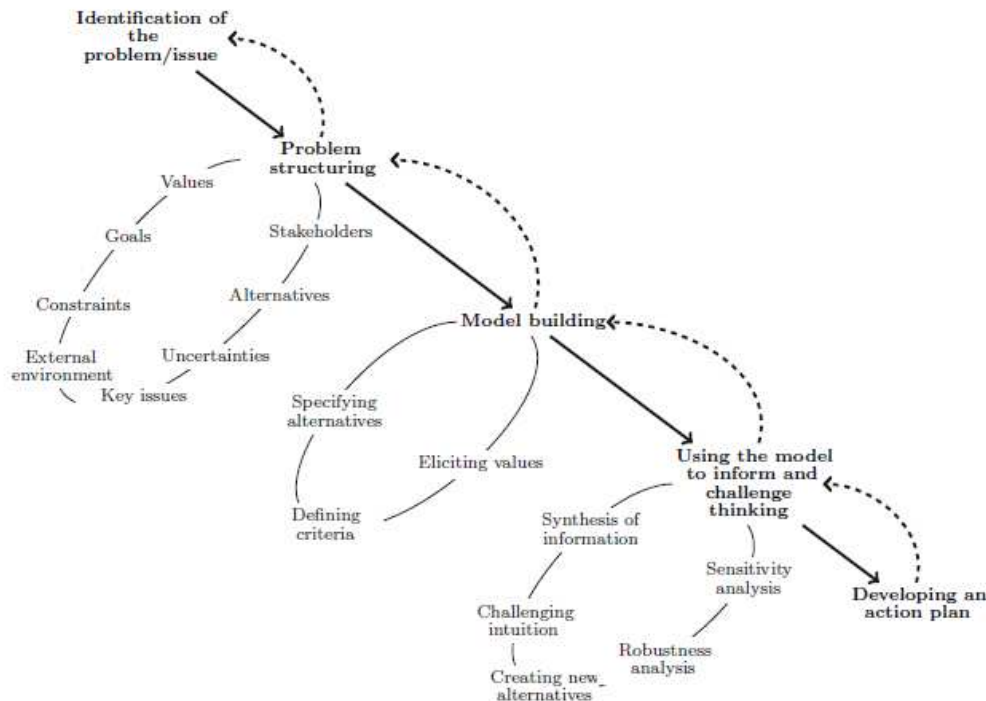 Identification of
the
problem/issue
Problem
structuring
Values
Stakeholders
Goals
Alternatives
Constraints
Uncertainties
External
environment
Key issues
Model building
Specifying
alternatives
Eliciting values
Defining
criteria
Using the model
to inform and
challenge
thinking
Synthesis of
information
Sensitivity
analysis
Challenging
intuition
Robustness
analysis
Creating new
alternatives
Developing an
action plan